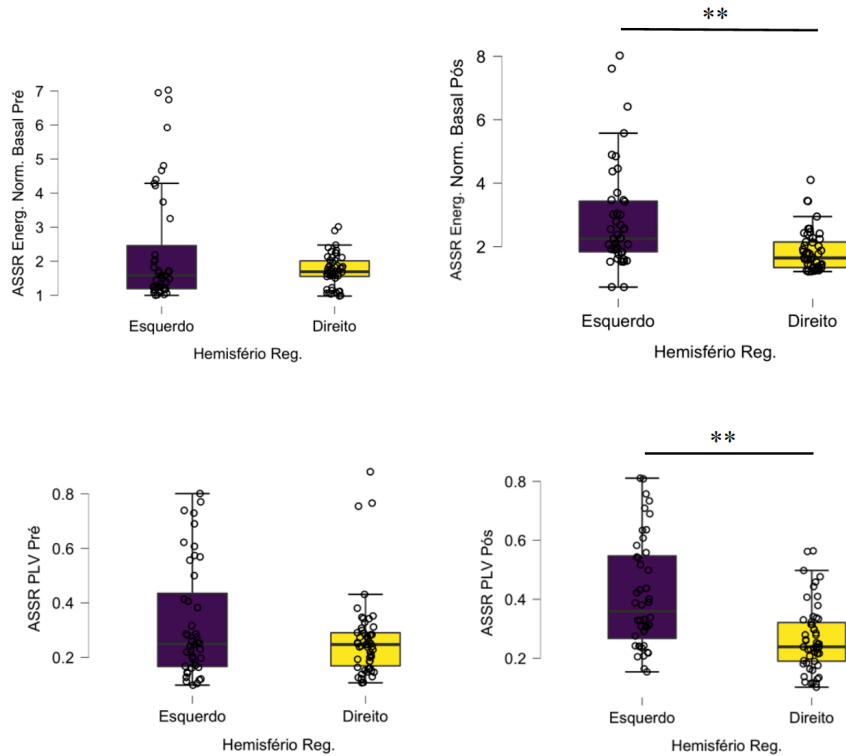 ASSR Energ. Norm. Basal Pré
7
6
5
4
3
2
1
Esquerdo
Direito
Hemisfério Reg.
**
ASSR Energ. Norm. Basal Pós
8
6
4
2
Esquerdo
Direito
Hemisfério Reg.
ASSR PLV Pré
0.8
0.6
0.4
0.2
Esquerdo
Direito
Hemisfério Reg.
**
ASSR PLV Pós
0.8
0.6
0.4
0.2
Esquerdo
Direito
Hemisfério Reg.